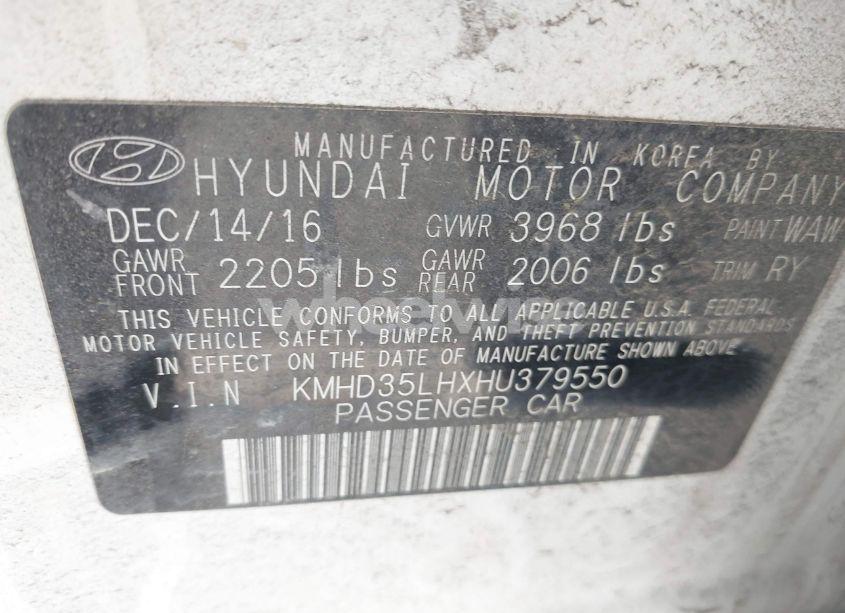 MANUFACTURED IN KOREA BY
HYUNDAI MOTOR COMPANY
DEC/14/16 GVWR 3968 lbs PAINT WAW
GAWR FRONT 2205 lbs GAWR REAR 2006 lbs TRIM RY
THIS VEHICLE CONFORMS TO ALL APPLICABLE U.S.A. FEDERAL
MOTOR VEHICLE SAFETY, BUMPER, AND THEFT PREVENTION STANDARDS
IN EFFECT ON THE DATE OF MANUFACTURE SHOWN ABOVE
V.I.N KMHD35LHXHU379550
PASSENGER CAR